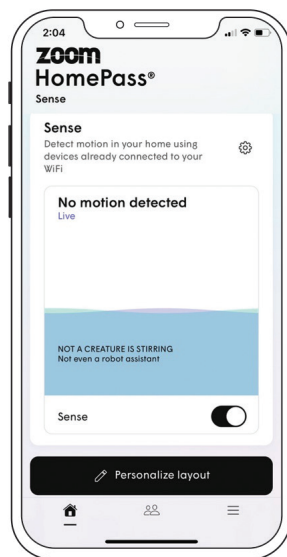 2:04
zoom
HomePass®
Sense
Sense
Detect motion in your home using
devices already connected to your
WiFi
No motion detected
Live
NOT A CREATURE IS STIRRING
Not even a robot assistant
Sense
Personalize layout